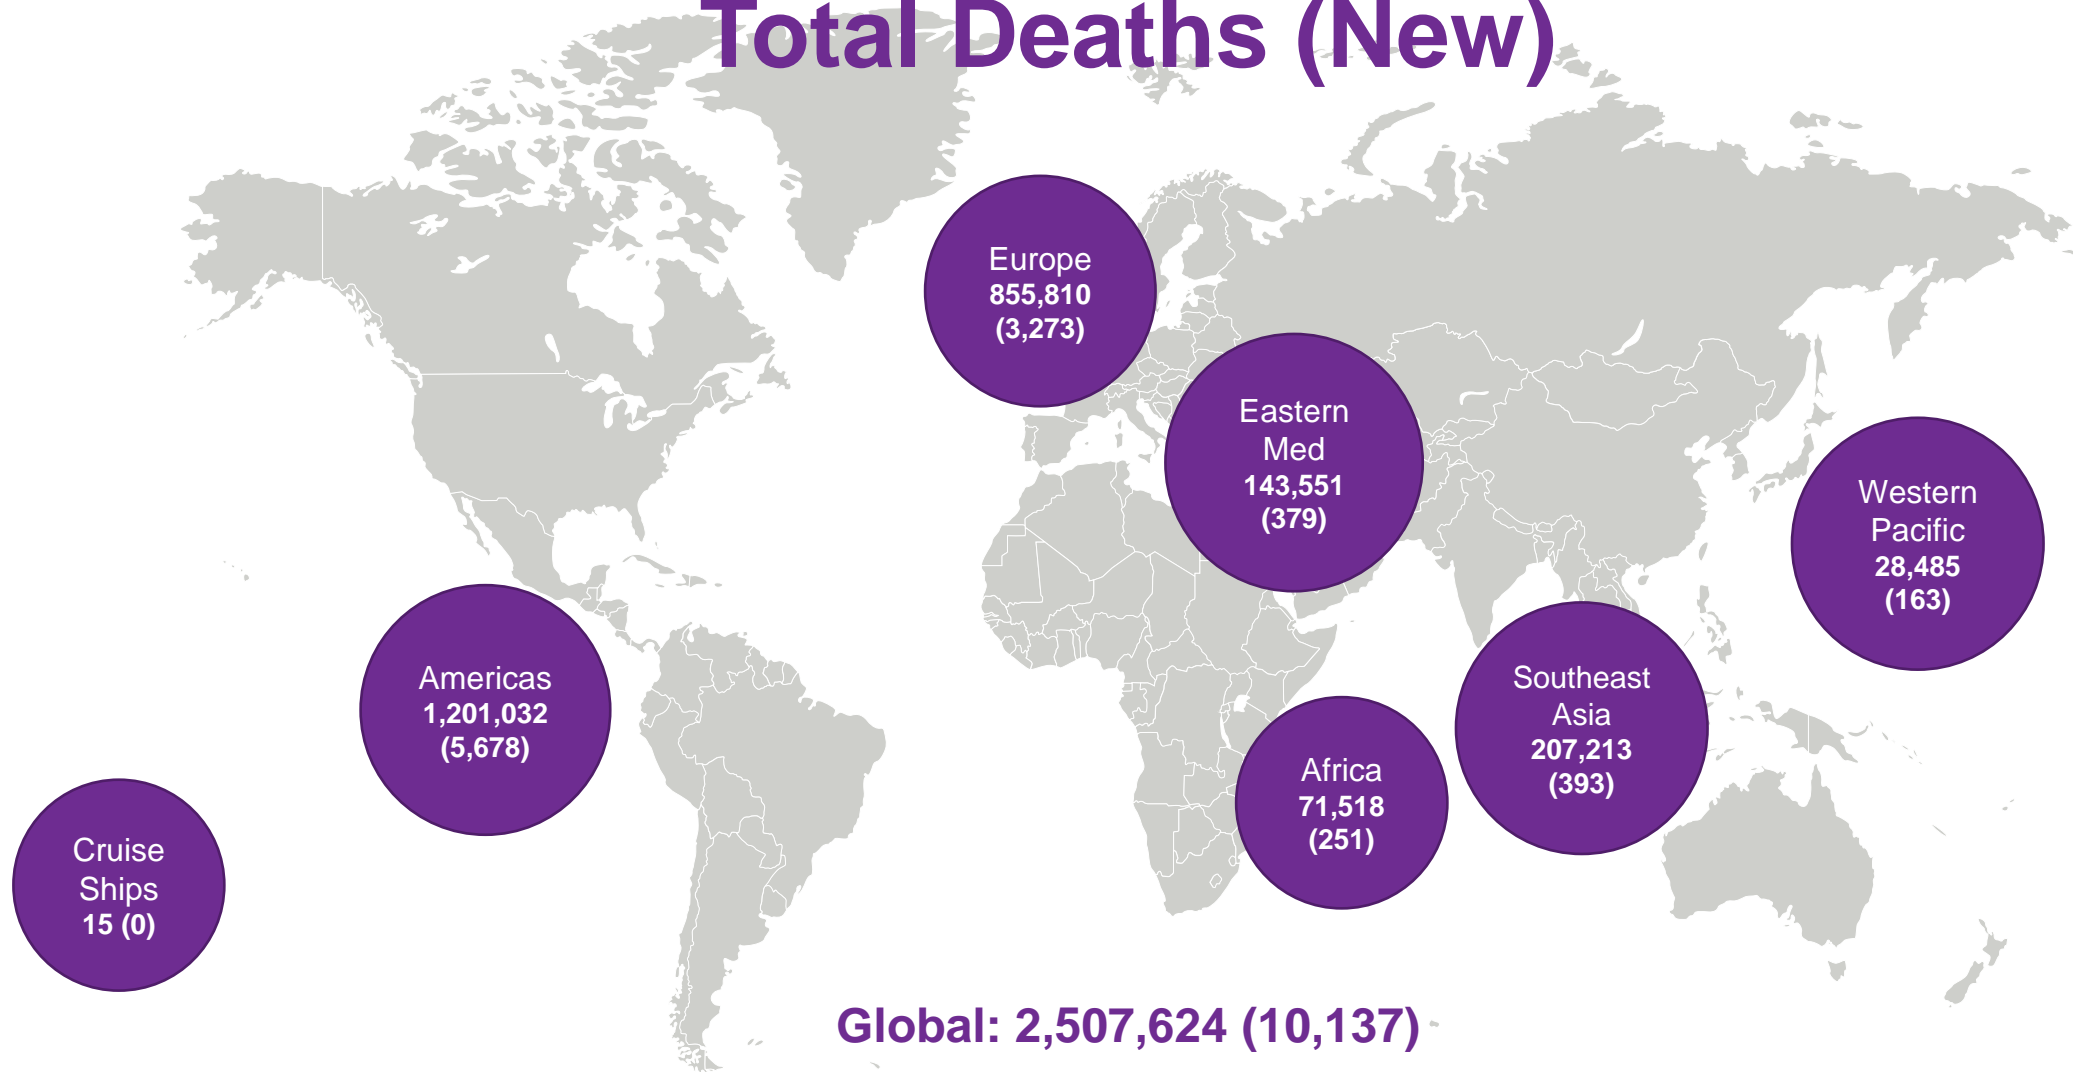 Total Deaths (New)
Europe
855,810
(3,273)
Eastern
Med
143,551
(379)
Western
Pacific
28,485
(163)
Americas
1,201,032
(5,678)
Southeast
Asia
207,213
(393)
Africa
71,518
(251)
Cruise
Ships
15 (0)
Global: 2,507,624 (10,137)